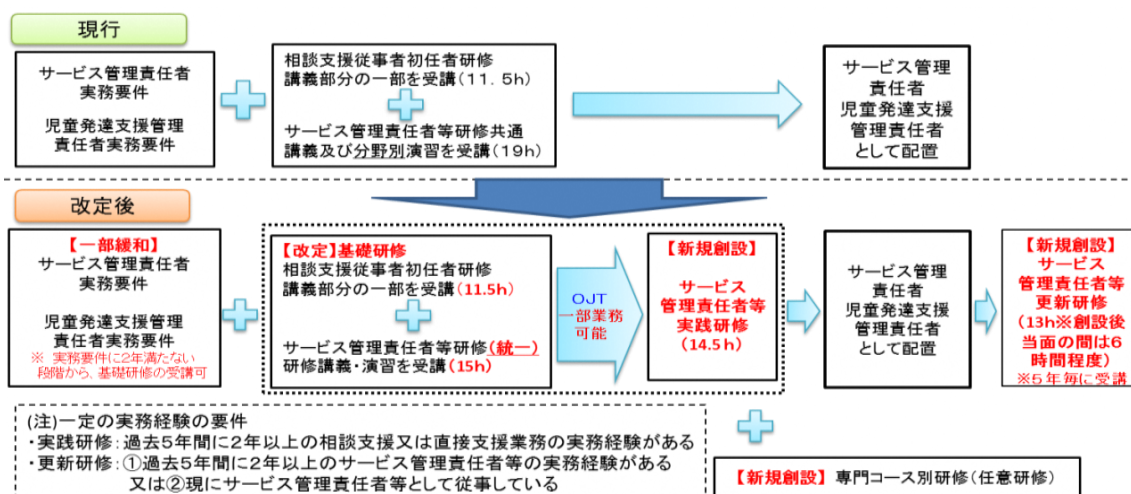 現行
サービス管理責任者
実務要件
児童発達支援管理
責任者実務要件
相談支援従事者初任者研修
講義部分の一部を受講(11.5h)
サービス管理責任者等研修共通
講義及び分野別演習を受講(19h)
サービス管理
責任者
児童発達支援
管理責任者
として配置
改定後
【一部緩和】
サービス管理責任者
実務要件
児童発達支援管理
責任者実務要件
※ 実務要件に2年満たない
段階から、基礎研修の受講可
【改定】基礎研修
相談支援従事者初任者研修
講義部分の一部を受講(11.5h)
サービス管理責任者等研修(統一)
研修講義・演習を受講(15h)
OJT
一部業務
可能
【新規創設】
サービス
管理責任者等
実践研修
(14.5h)
サービス管理
責任者
児童発達支援
管理責任者
として配置
【新規創設】
サービス
管理責任者等
更新研修
(13h※創設後
当面の間は6
時間程度)
※5年毎に受講
(注)一定の実務経験の要件
・実践研修:過去5年間に2年以上の相談支援又は直接支援業務の実務経験がある
・更新研修:①過去5年間に2年以上のサービス管理責任者等の実務経験がある
又は②現にサービス管理責任者等として従事している
【新規創設】専門コース別研修(任意研修)